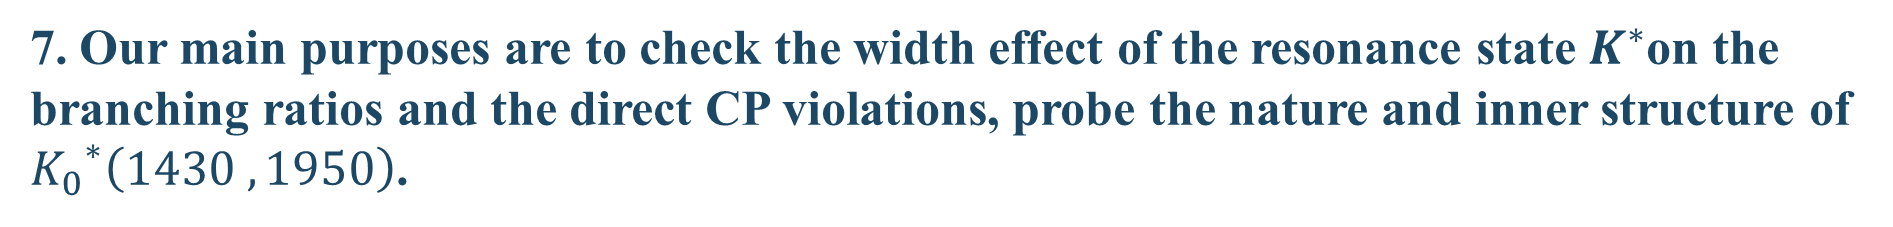 7. Our main purposes are to check the width effect of the resonance state K*on the
branching ratios and the direct CP violations, probe the nature and inner structure of
K₀*(1430 ,1950).